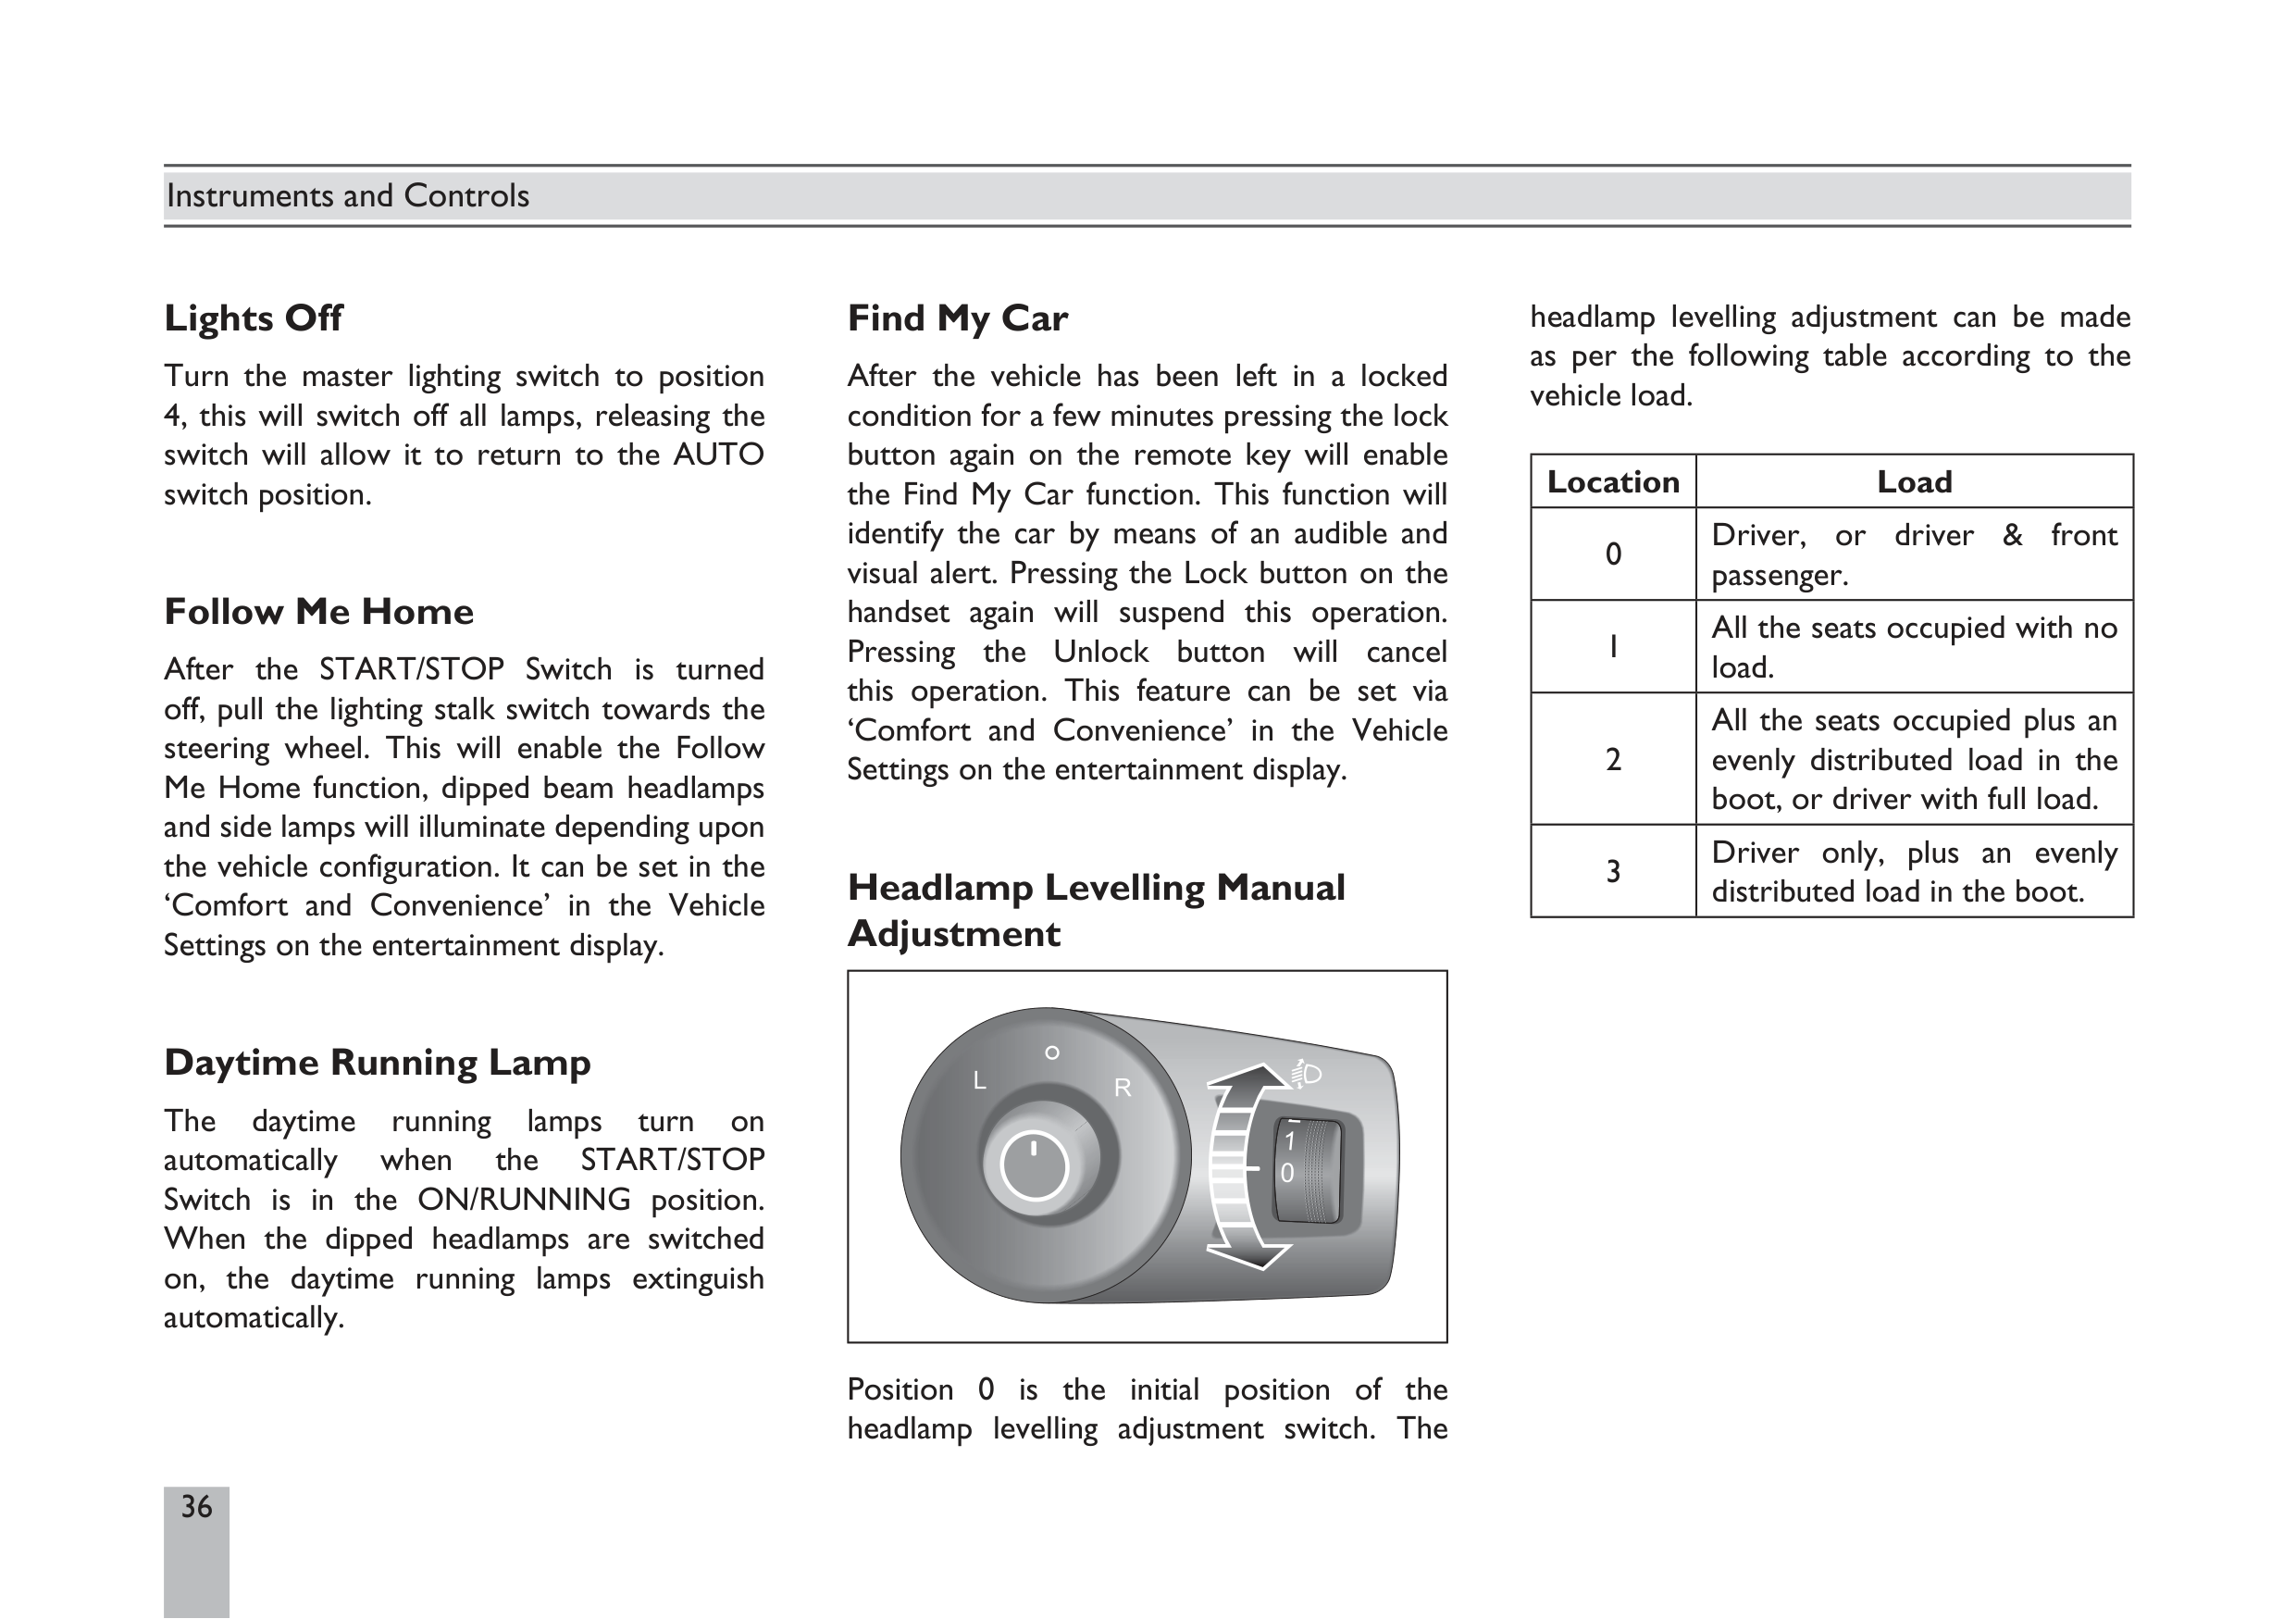 Instruments and Controls
Lights Off
Turn the master lighting switch to position
4, this will switch off all lamps, releasing the
switch will allow it to return to the AUTO
switch position.
Follow Me Home
After the START/STOP Switch is turned
off, pull the lighting stalk switch towards the
steering wheel. This will enable the Follow
Me Home function, dipped beam headlamps
and side lamps will illuminate depending upon
the vehicle configuration. It can be set in the
‘Comfort and Convenience’ in the Vehicle
Settings on the entertainment display.
Daytime Running Lamp
The daytime running lamps turn on
automatically when the START/STOP
Switch is in the ON/RUNNING position.
When the dipped headlamps are switched
on, the daytime running lamps extinguish
automatically.
Find My Car
After the vehicle has been left in a locked
condition for a few minutes pressing the lock
button again on the remote key will enable
the Find My Car function. This function will
identify the car by means of an audible and
visual alert. Pressing the Lock button on the
handset again will suspend this operation.
Pressing the Unlock button will cancel
this operation. This feature can be set via
‘Comfort and Convenience’ in the Vehicle
Settings on the entertainment display.
Headlamp Levelling Manual
Adjustment
L
R
1
0
Position 0 is the initial position of the
headlamp levelling adjustment switch. The
headlamp levelling adjustment can be made
as per the following table according to the
vehicle load.
Location Load
0 Driver, or driver & front
passenger.
1 All the seats occupied with no
load.
2 All the seats occupied plus an
evenly distributed load in the
boot, or driver with full load.
3 Driver only, plus an evenly
distributed load in the boot.
36